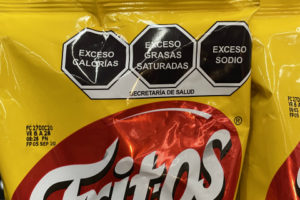 EXCESO
CALORÍAS
EXCESO
GRASAS
SATURADAS
EXCESO
SODIO
SECRETARÍA DE SALUD
Fritos
®